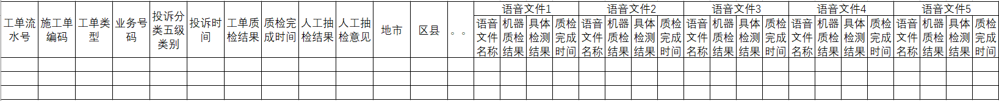 工单流水号
施工单编码
工单类型
业务号码
投诉分类五级类别
投诉时间
工单质检结果
质检完成时间
人工抽检结果
人工抽检意见
地市
区县
。。
语音文件1
语音文件名称
机器质检结果
具体检测结果
质检完成时间
语音文件2
语音文件名称
机器质检结果
具体检测结果
质检完成时间
语音文件3
语音文件名称
机器质检结果
具体检测结果
质检完成时间
语音文件4
语音文件名称
机器质检结果
具体检测结果
质检完成时间
语音文件5
语音文件名称
机器质检结果
具体检测结果
质检完成时间